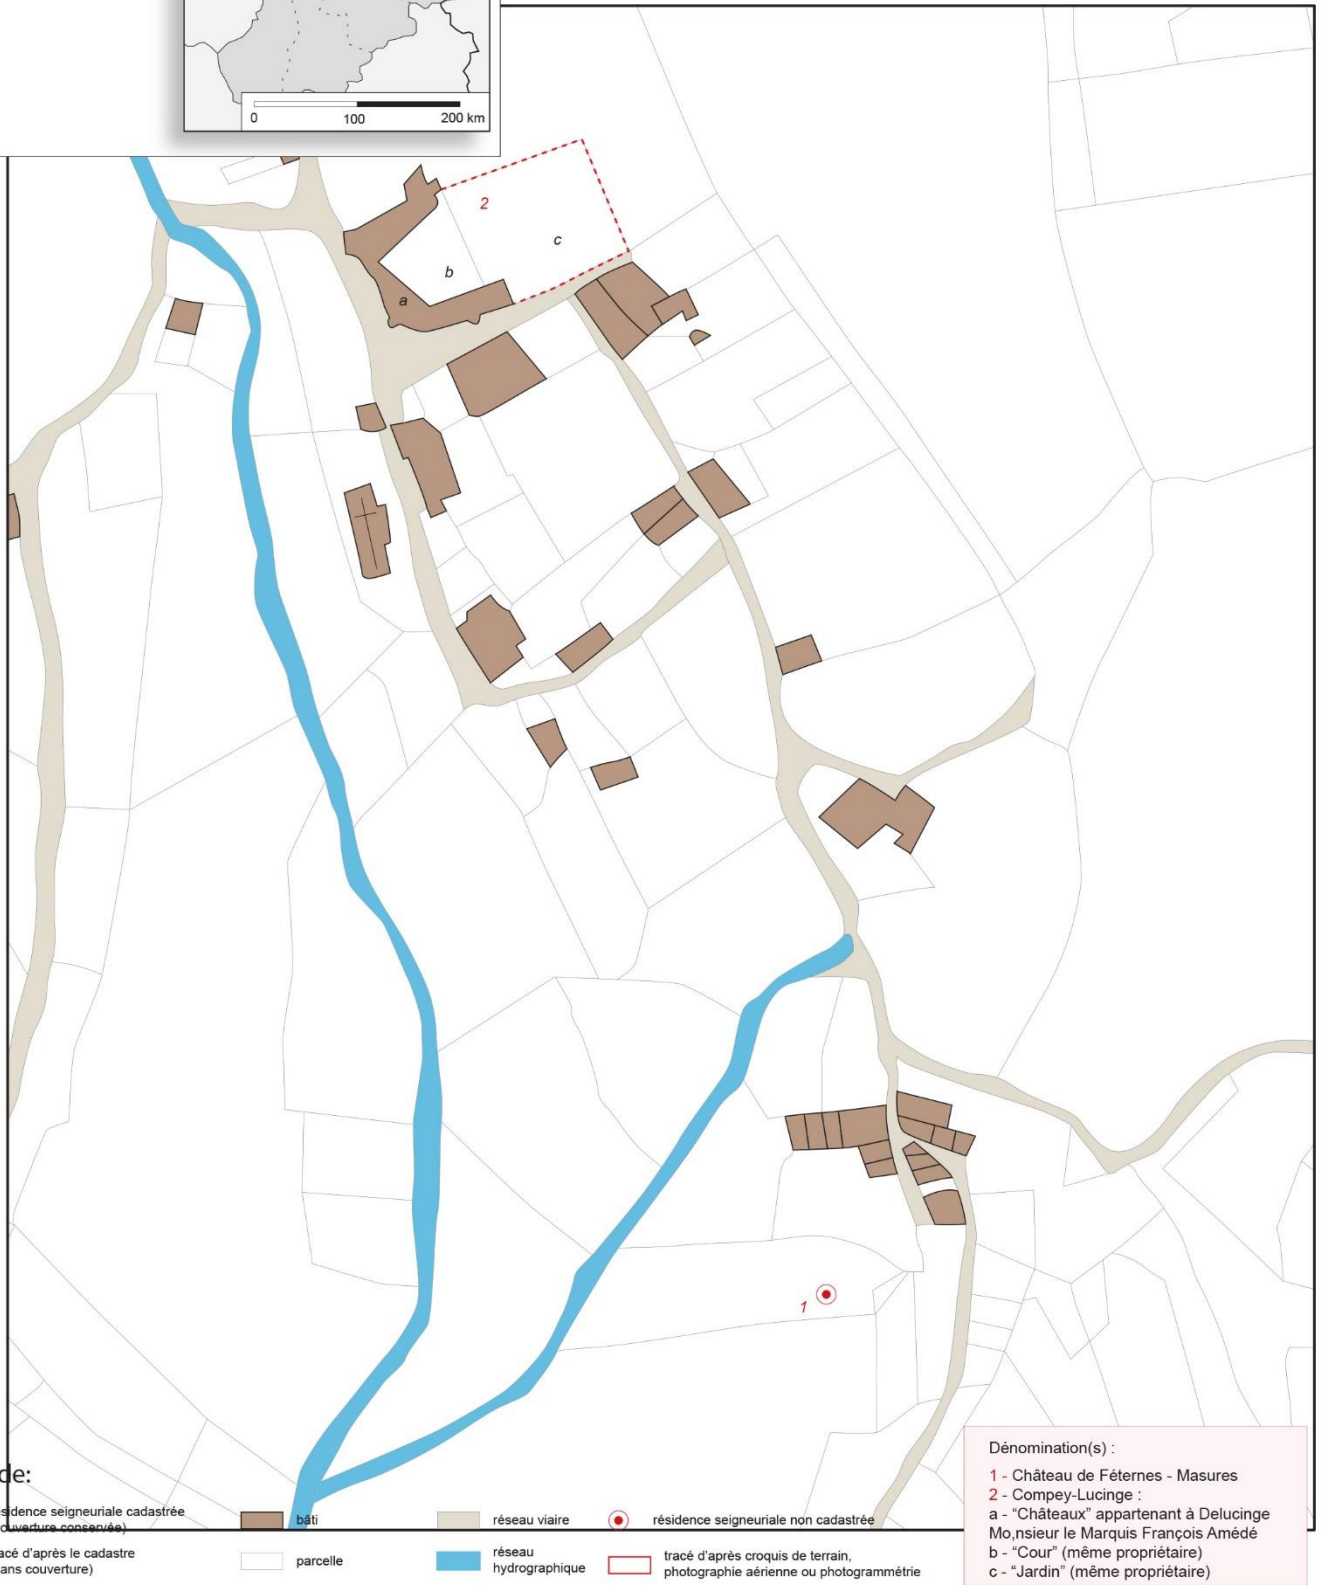 0 100 200 km
2
c
b
a
1
de:
sidence seigneuriale cadastrée
ouverture conservée)
acé d'après le cadastre
ans couverture)
bâti
parcelle
réseau viaire
réseau
hydrographique
résidence seigneuriale non cadastrée
tracé d'après croquis de terrain,
photographie aérienne ou photogrammétrie
Dénomination(s) :
1 - Château de Féternes - Masures
2 - Compey-Lucinge :
a - "Châteaux" appartenant à Delucinge
Mo,nsieur le Marquis François Amédé
b - "Cour" (même propriétaire)
c - "Jardin" (même propriétaire)